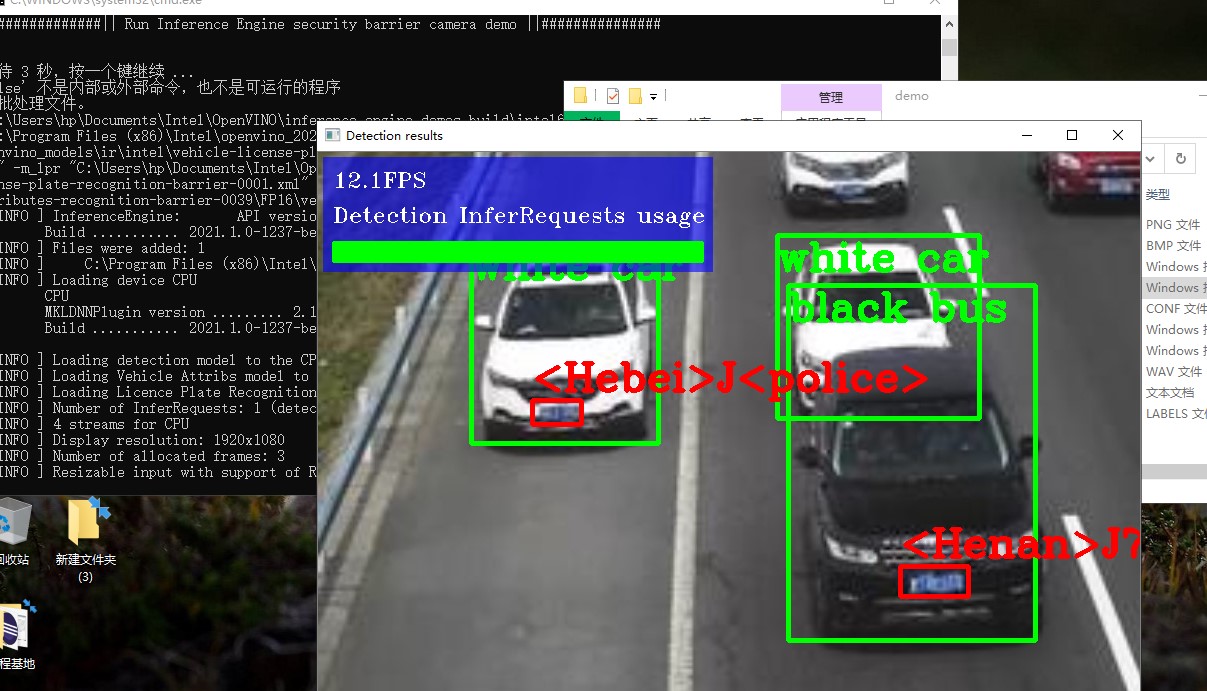 C:\WINDOWS\system32\cmd.exe
#############|| Run Inference Engine security barrier camera demo ||###############
待 3 秒，按一个键继续 ...
lse' 不是内部或外部命令，也不是可运行的程序
批处理文件。
:\Users\hp\Documents\Intel\OpenVINO\inference_engine_demos_build\intel6
:\Program Files (x86)\Intel\openvino_202
nvino_models\ir\intel\vehicle-license-pl
" -m_lpr "C:\Users\hp\Documents\Intel\Op
nse-plate-recognition-barrier-0001.xml"
ributes-recognition-barrier-0039\FP16\ve
INFO ] InferenceEngine: API versio
Build ........... 2021.1.0-1237-be
INFO ] Files were added: 1
INFO ] C:\Program Files (x86)\Intel\
INFO ] Loading device CPU
CPU
MKLDNNPlugin version ......... 2.1
Build ........... 2021.1.0-1237-be
INFO ] Loading detection model to the CP
INFO ] Loading Vehicle Attribs model to
INFO ] Loading Licence Plate Recognition
INFO ] Number of InferRequests: 1 (detec
INFO ] 4 streams for CPU
INFO ] Display resolution: 1920x1080
INFO ] Number of allocated frames: 3
INFO ] Resizable input with support of R
管理
demo
Detection results
12.1FPS
Detection InferRequests usage
white car
white car
black bus
<Hebei>J<police>
<Henan>J7
类型
PNG 文件
BMP 文件
Windows 
Windows 
CONF 文件
Windows 
Windows 
WAV 文件
文本文档
LABELS 文件
回收站
新建文件夹
(3)
程基地